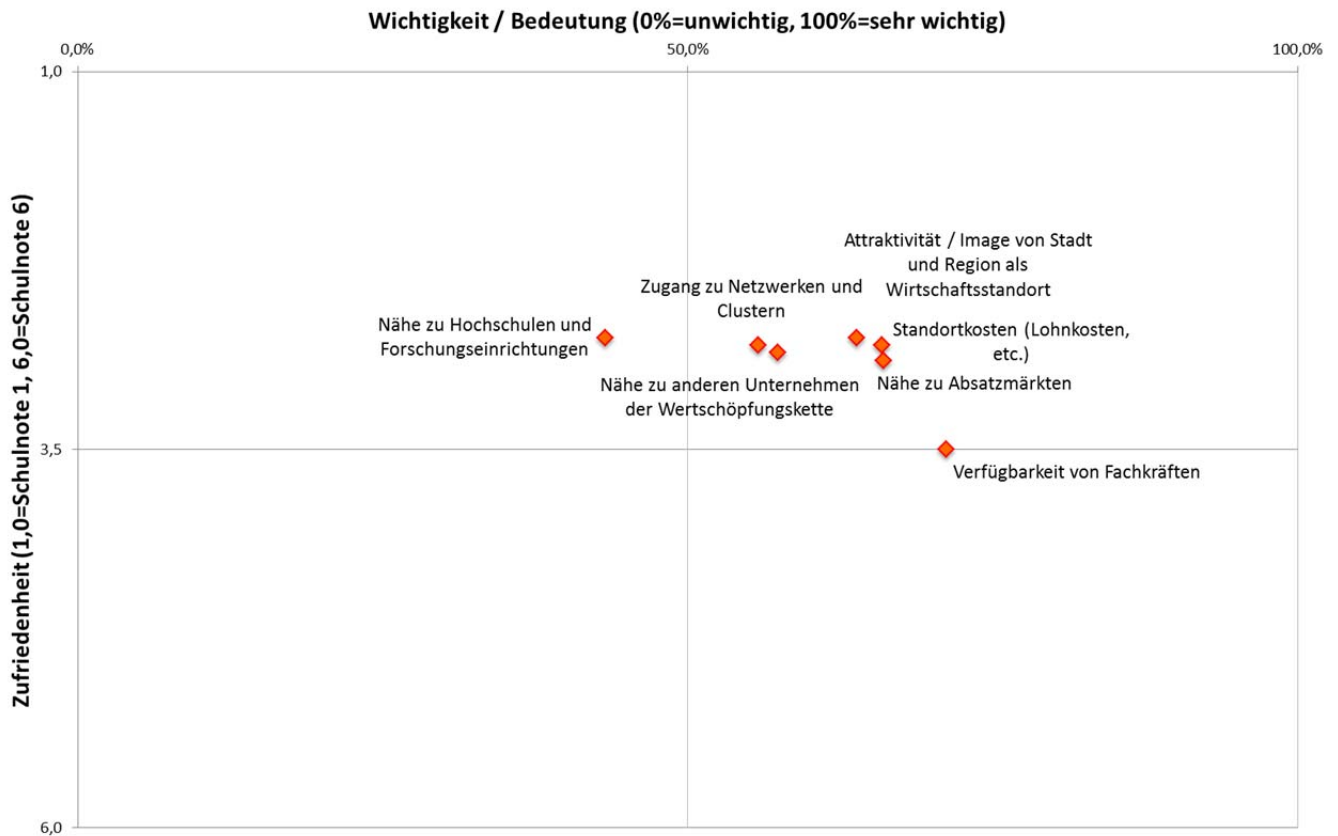 Wichtigkeit / Bedeutung (0%=unwichtig, 100%=sehr wichtig)
0,0%
50,0%
100,0%
1,0
3,5
6,0
Zufriedenheit (1,0=Schulnote 1, 6,0=Schulnote 6)
Attraktivität / Image von Stadt
und Region als
Wirtschaftsstandort
Zugang zu Netzwerken und
Clustern
Nähe zu Hochschulen und
Forschungseinrichtungen
Standortkosten (Lohnkosten,
etc.)
Nähe zu anderen Unternehmen
der Wertschöpfungskette
Nähe zu Absatzmärkten
Verfügbarkeit von Fachkräften